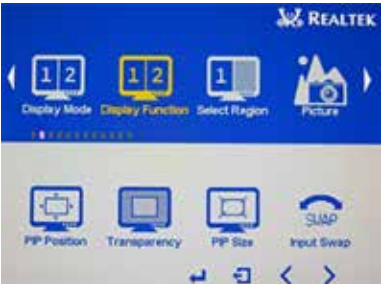 REALTEK
1 2
1 2
1
Display Mode
Display Function
Select Region
Picture
SWAP
PIP Position
Transparency
PIP Size
Input Swap